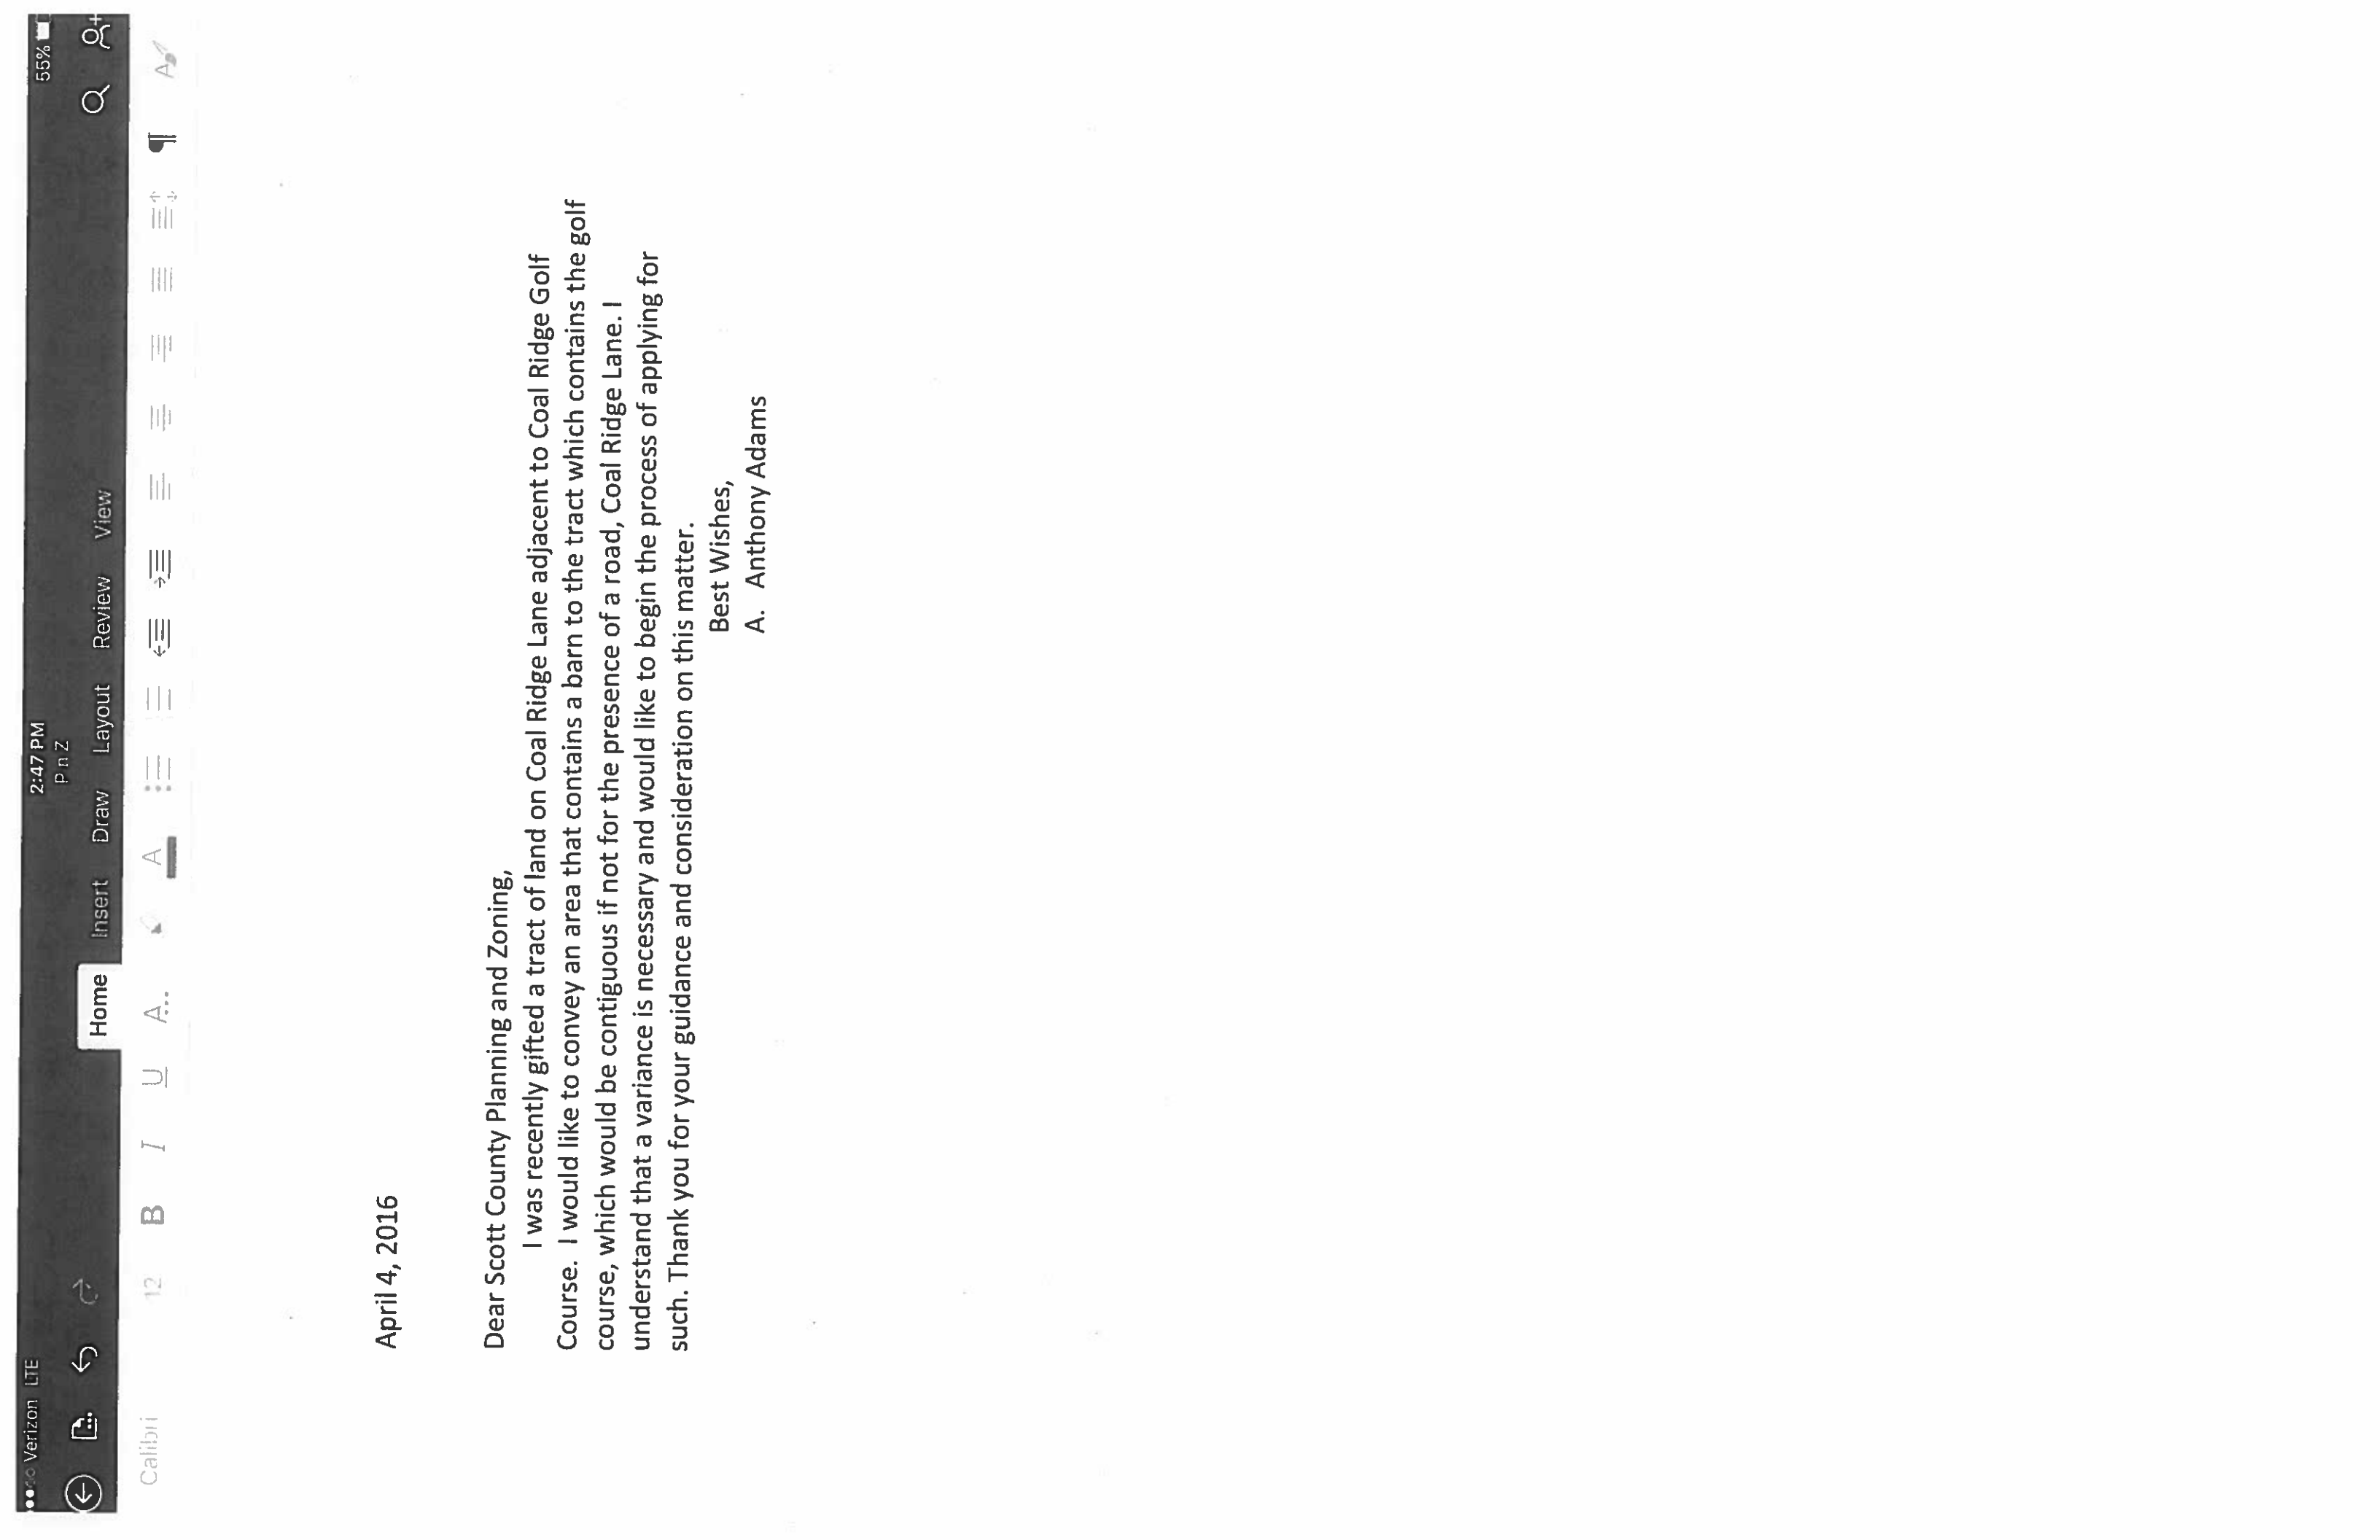 Verizon LTE 2:47 PM 55%
P n Z
Home Insert Draw Layout Review View
Calibri 12 B I U A.. A ¶ A
April 4, 2016
Dear Scott County Planning and Zoning,
I was recently gifted a tract of land on Coal Ridge Lane adjacent to Coal Ridge Golf
Course. I would like to convey an area that contains a barn to the tract which contains the golf
course, which would be contiguous if not for the presence of a road, Coal Ridge Lane. I
understand that a variance is necessary and would like to begin the process of applying for
such. Thank you for your guidance and consideration on this matter.
Best Wishes,
A. Anthony Adams